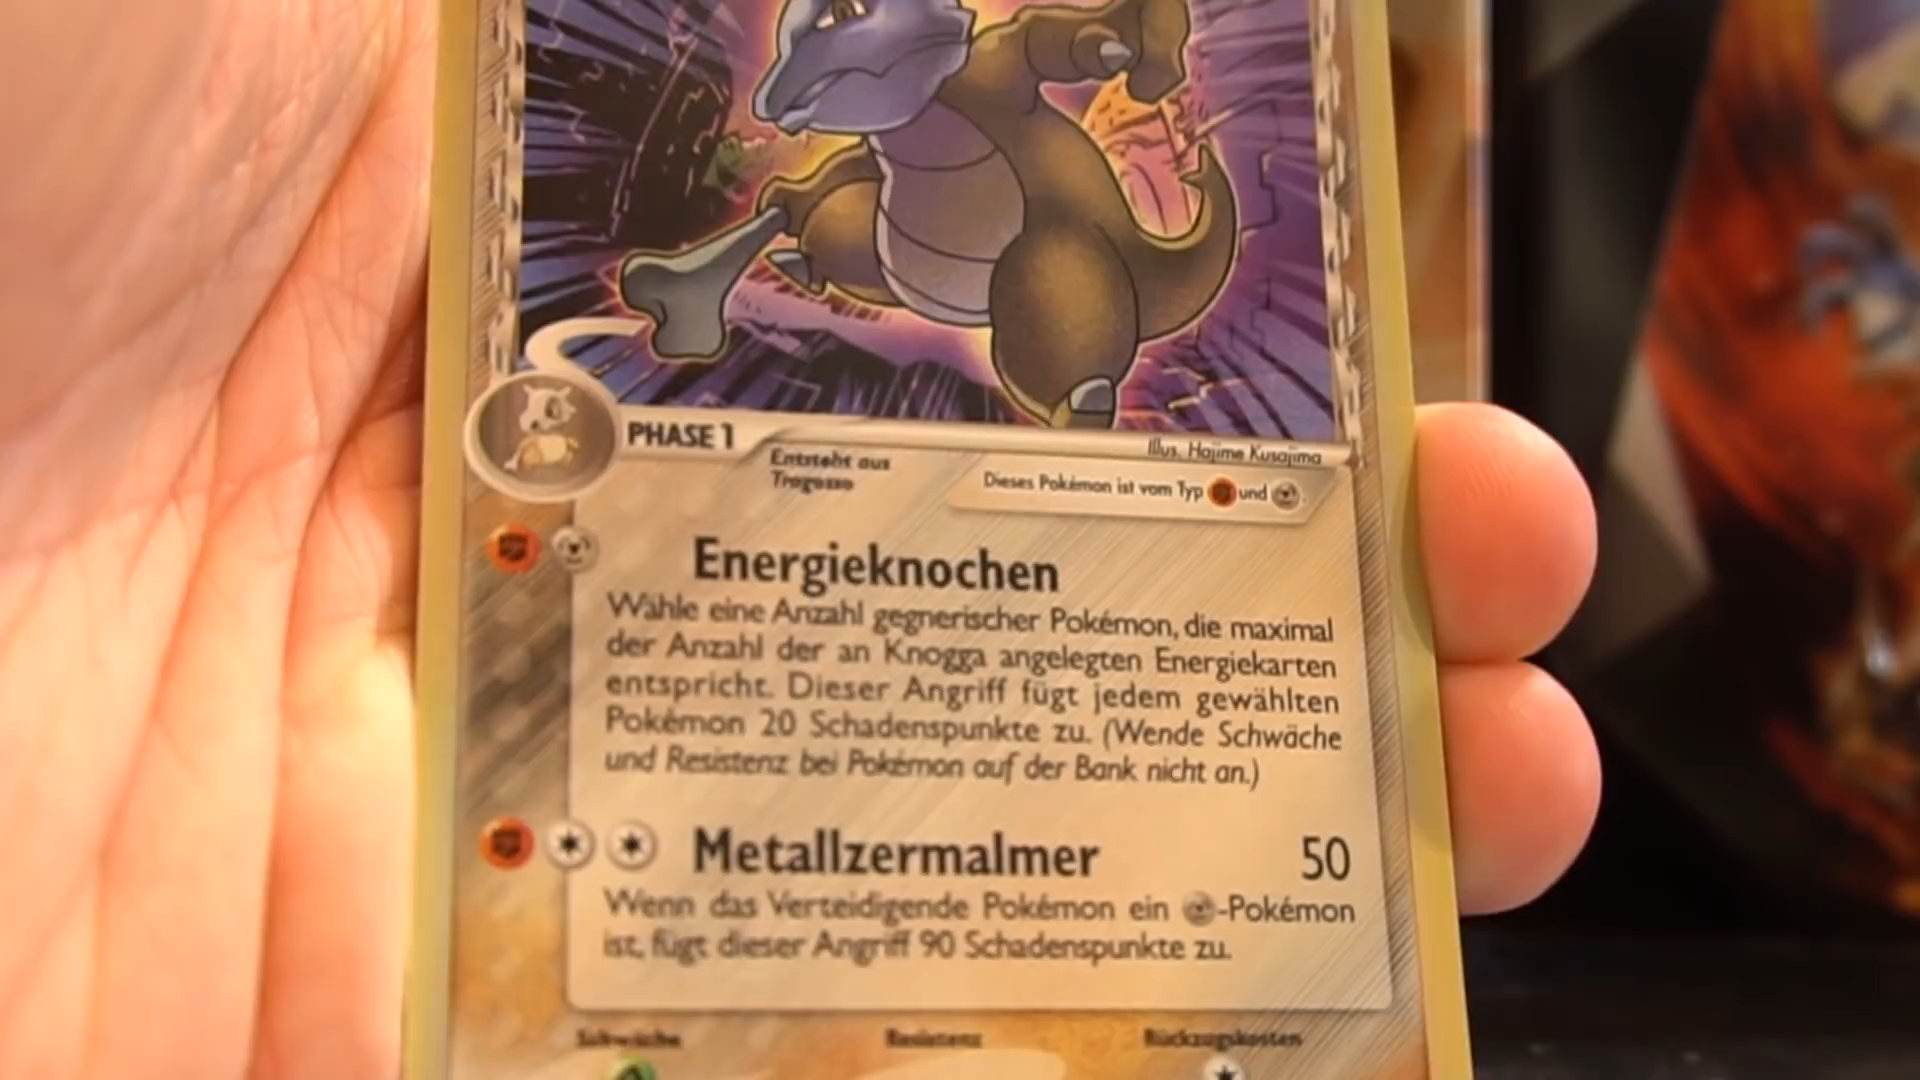 PHASE 1
Entsteht aus
Tragosso
Illus. Hajime Kusajima
Dieses Pokémon ist vom Typ und .
Energieknochen
Wähle eine Anzahl gegnerischer Pokémon, die maximal
der Anzahl der an Knogga angelegten Energiekarten
entspricht. Dieser Angriff fügt jedem gewählten
Pokémon 20 Schadenspunkte zu. (Wende Schwäche
und Resistenz bei Pokémon auf der Bank nicht an.)
Metallzermalmer 50
Wenn das Verteidigende Pokémon ein -Pokémon
ist, fügt dieser Angriff 90 Schadenspunkte zu.
Schwäche Resistenz Rückzugskosten